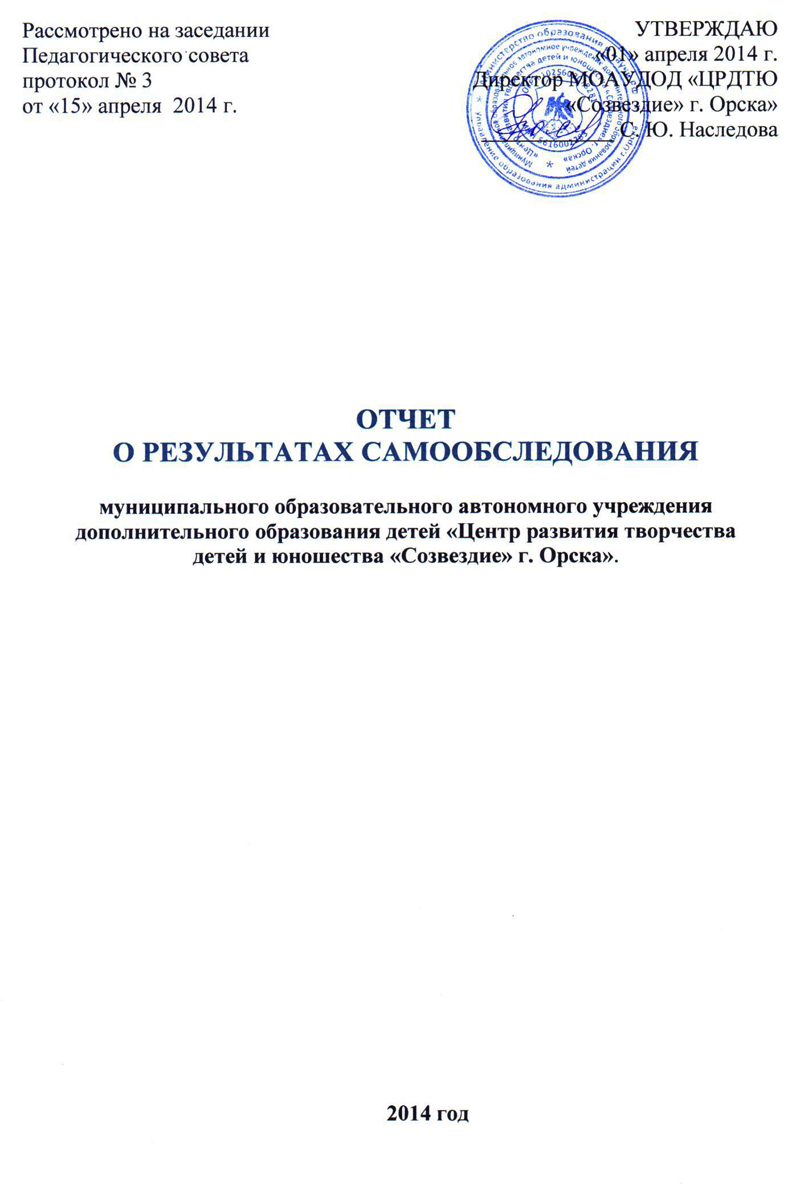 Рассмотрено на заседании
Педагогического совета
протокол № 3
от «15» апреля 2014 г.
УТВЕРЖДАЮ
«01» апреля 2014 г.
Директор МОАУДОД «ЦРДТЮ
«Созвездие» г. Орска»
С. Ю. Наследова
ОТЧЕТ
О РЕЗУЛЬТАТАХ САМООБСЛЕДОВАНИЯ
муниципального образовательного автономного учреждения
дополнительного образования детей «Центр развития творчества
детей и юношества «Созвездие» г. Орска».
2014 год